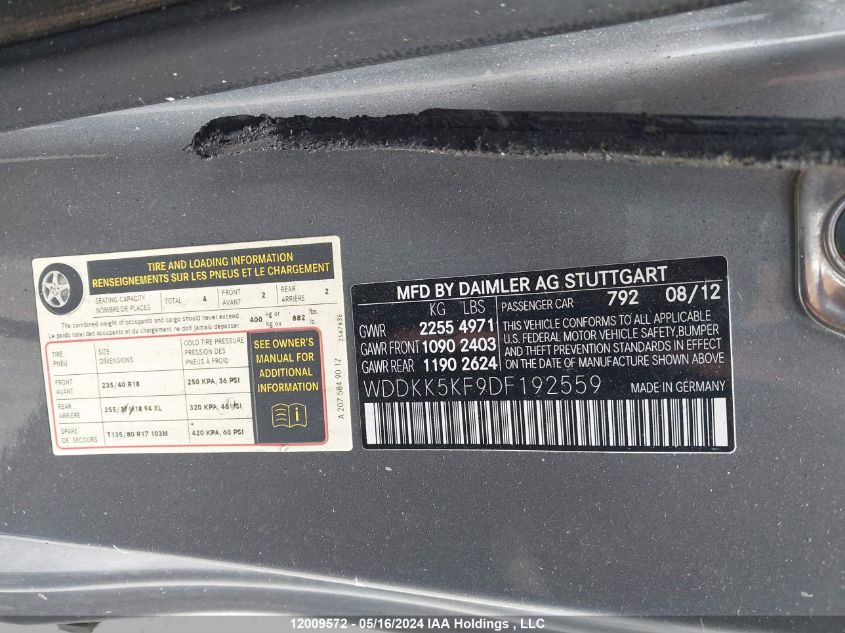 TIRE AND LOADING INFORMATION
RENSEIGNEMENTS SUR LES PNEUS ET LE CHARGEMENT
SEATING CAPACITY
NOMBRE DE PLACES
TOTAL 4
FRONT
AVANT
2
REAR
ARRIÈRE
2
The combined weight of occupants and cargo should never exceed
Le poids total des occupants et du chargement ne doit jamais dépasser
400 kg or 882 lbs.
kg ou lb.
TIRE
PNEU
SIZE
DIMENSIONS
COLD TIRE PRESSURE
PRESSION DES
PNEUS À FROID
FRONT
AVANT
235/40 R18
250 KPA, 36 PSI
REAR
ARRIÈRE
R18 94 XL
320 KPA, PSI
SPARE
DE SECOURS
T135/80 R17 103M
420 KPA, 60 PSI
SEE OWNER'S
MANUAL FOR
ADDITIONAL
INFORMATION
A 207 584 90 17
2567636
MFD BY DAIMLER AG STUTTGART
KG LBS
GVWR 2255 4971
GAWR FRONT 1090 2403
GAWR REAR 1190 2624
PASSENGER CAR 792 08/12
THIS VEHICLE CONFORMS TO ALL APPLICABLE
U.S. FEDERAL MOTOR VEHICLE SAFETY,BUMPER
AND THEFT PREVENTION STANDARDS IN EFFECT
ON THE DATE OF MANUFACTURE SHOWN ABOVE
WDDKK5KF9DF192559
MADE IN GERMANY
12009572 - 05/16/2024 IAA Holdings , LLC